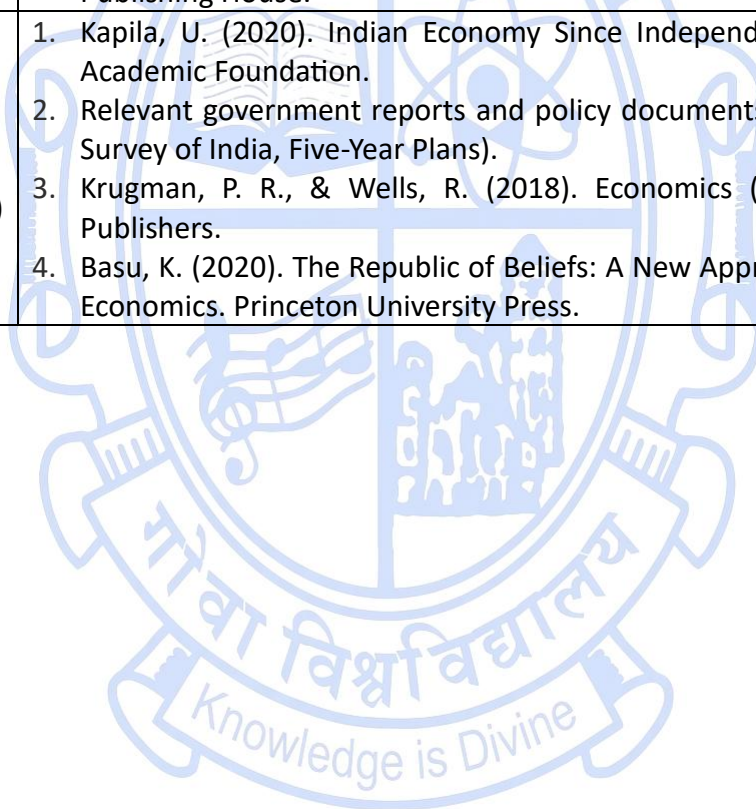 Publishing House.
1. Kapila, U. (2020). Indian Economy Since Independ
Academic Foundation.
2. Relevant government reports and policy document
Survey of India, Five-Year Plans).
)
3. Krugman, P. R., & Wells, R. (2018). Economics (
Publishers.
4. Basu, K. (2020). The Republic of Beliefs: A New Appr
Economics. Princeton University Press.
गोंवा विश्वविद्यालय
Knowledge is Divine